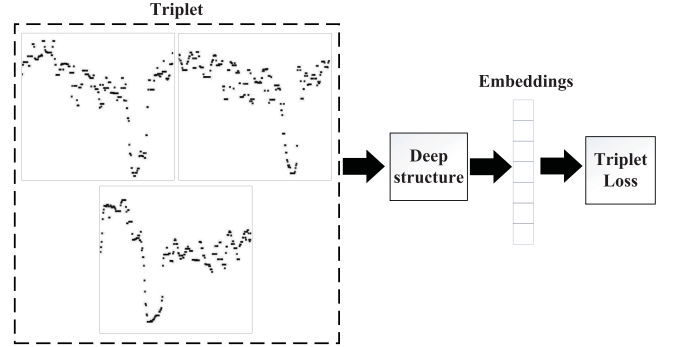 Triplet
Embeddings
Deep
structure
Triplet
Loss